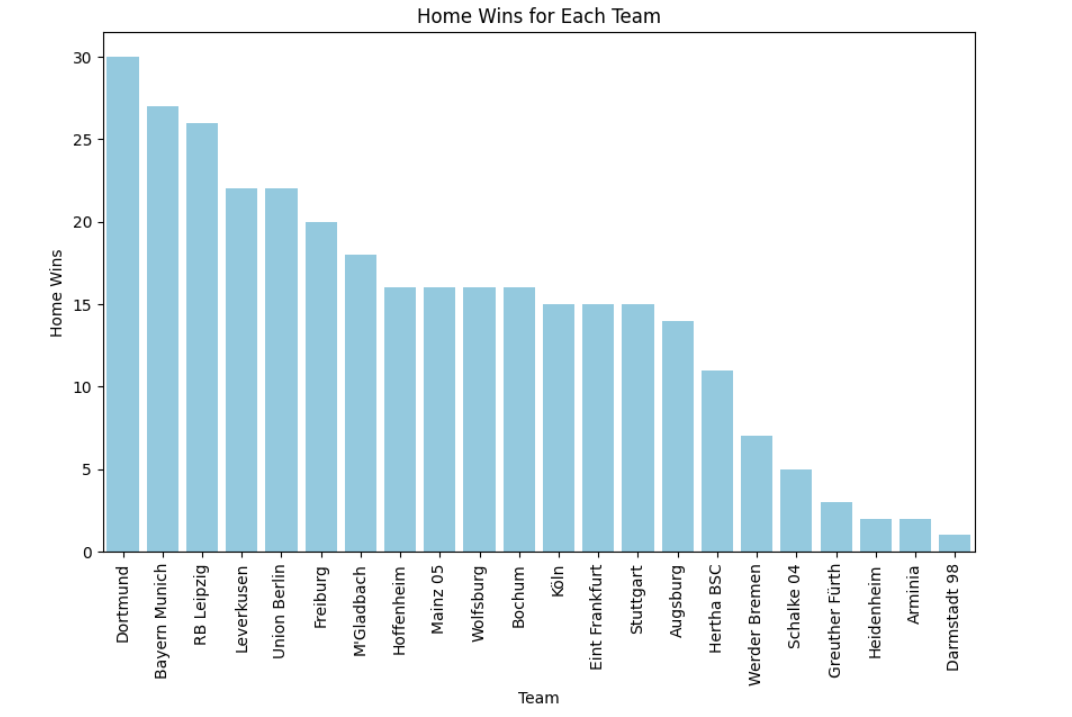 Home Wins for Each Team
Home Wins
30
25
20
15
10
5
0
Dortmund
Bayern Munich
RB Leipzig
Leverkusen
Union Berlin
Freiburg
M'Gladbach
Hoffenheim
Mainz 05
Wolfsburg
Bochum
Köln
Eint Frankfurt
Stuttgart
Augsburg
Hertha BSC
Werder Bremen
Schalke 04
Greuther Fürth
Heidenheim
Arminia
Darmstadt 98
Team